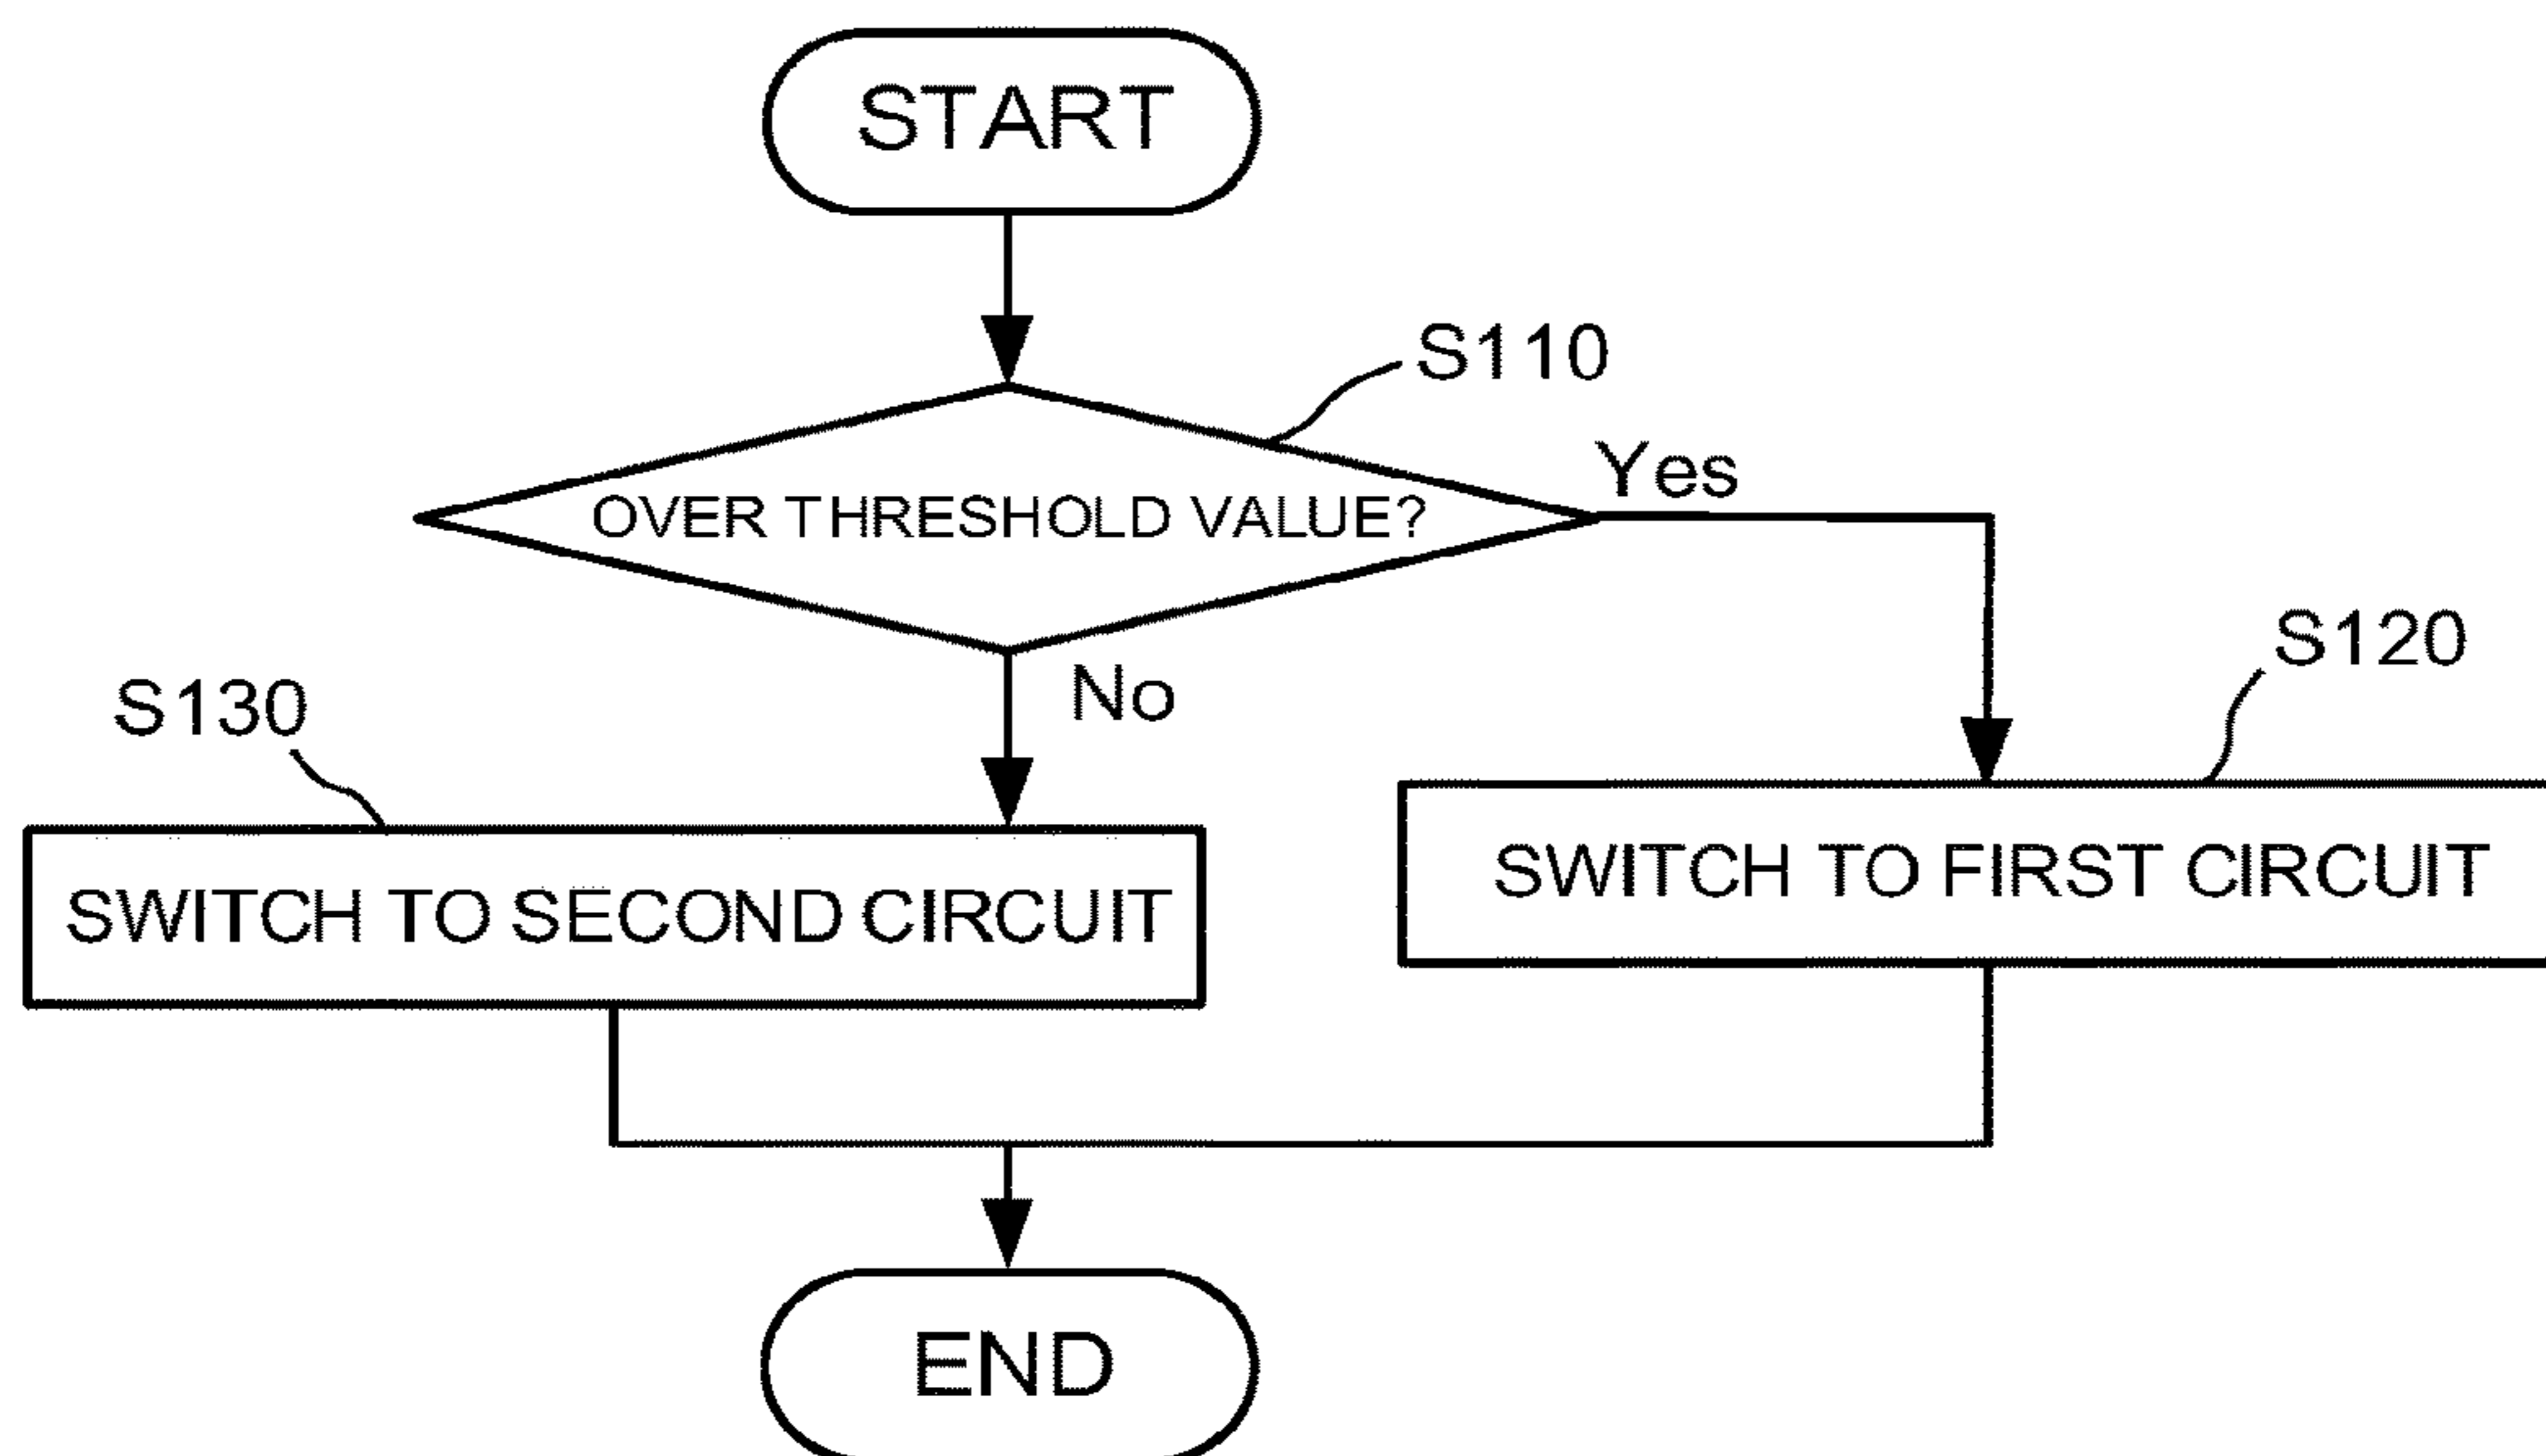 START
S110
Yes
OVER THRESHOLD VALUE?
S120
No
S130
SWITCH TO FIRST CIRCUIT
SWITCH TO SECOND CIRCUIT
END